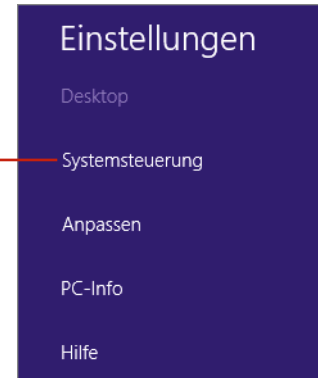 Einstellungen
Desktop
Systemsteuerung
Anpassen
PC-Info
Hilfe